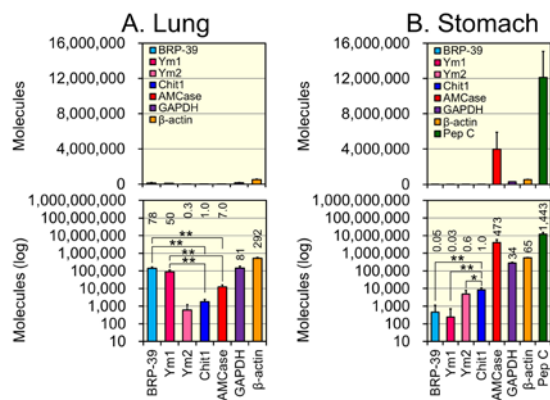 A. Lung
B. Stomach
Molecules
16,000,000
12,000,000
8,000,000
4,000,000
0
BRP-39
Ym1
Ym2
Chit1
AMCase
GAPDH
β-actin
Molecules (log)
1,000,000,000
100,000,000
10,000,000
1,000,000
100,000
10,000
1,000
100
10
78
50
0.3
1.0
7.0
81
292
**
**
**
**
BRP-39
Ym1
Ym2
Chit1
AMCase
GAPDH
β-actin
Molecules
16,000,000
12,000,000
8,000,000
4,000,000
0
BRP-39
Ym1
Ym2
Chit1
AMCase
GAPDH
β-actin
Pep C
Molecules (log)
1,000,000,000
100,000,000
10,000,000
1,000,000
100,000
10,000
1,000
100
10
0.05
0.03
0.6
1.0
473
34
65
1,443
**
**
*
BRP-39
Ym1
Ym2
Chit1
AMCase
GAPDH
β-actin
Pep C